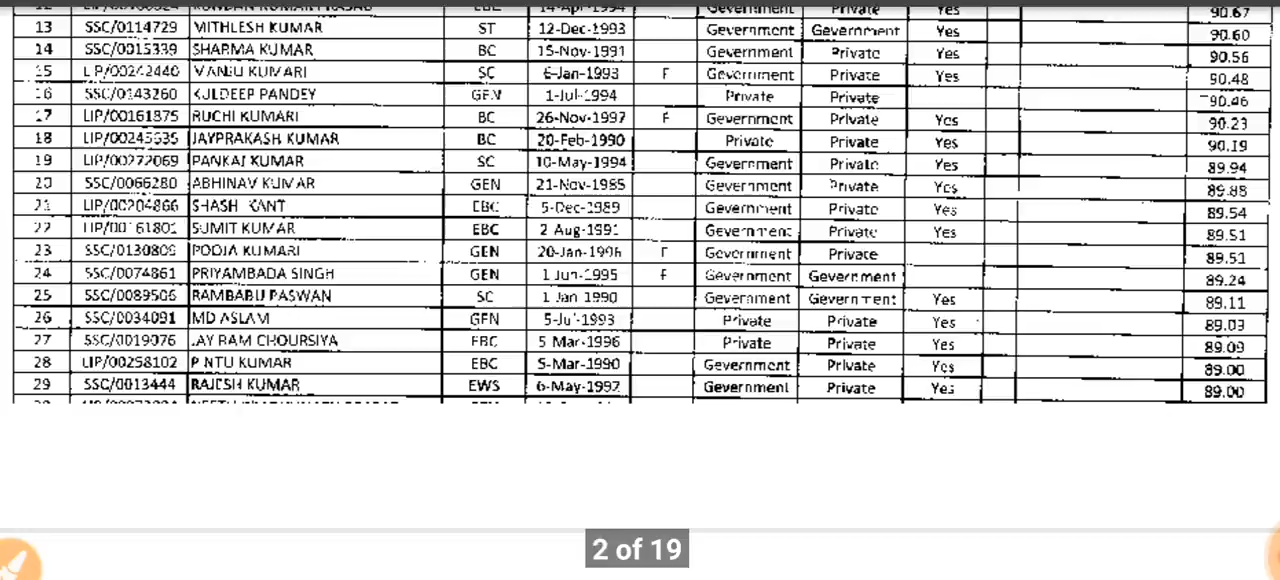 14-Apr-1994 Government Private Yes 90.67
13 SSC/0114729 MITHLESH KUMAR ST 12-Dec-1993 Government Government Yes 90.60
14 SSC/0015339 SHARMA KUMAR BC 15-Nov-1991 Government Private Yes 90.56
15 LIP/00242440 KUMARI SC 6-Jan-1993 F Government Private Yes 90.48
16 SSC/0143260 KULDEEP PANDEY GEN 1-Jul-1994 Private Private 90.46
17 LIP/00161875 RUCHI KUMARI BC 26-Nov-1997 F Government Private Yes 90.23
18 JAYPRAKASH KUMAR BC 20-Feb-1990 Private Private Yes 90.19
19 LIP/00272069 PANKAJ KUMAR SC 10-May-1994 Government Private Yes 89.94
20 SSC/0066280 ABHINAV KUMAR GEN 21-Nov-1985 Government Private Yes 89.88
21 LIP/00204866 SHASHI KANT EBC 5-Dec-1989 Government Private Yes 89.54
22 SUMIT KUMAR EBC 2 Aug-1991 Government Private Yes 89.51
23 SSC/0130809 POOJA KUMARI GEN 20-Jan-1996 F Government Private 89.51
24 SSC/0074861 PRIYAMBADA SINGH GEN 1 Jun-1995 F Government Government 89.24
25 SSC/0089506 RAMBABU PASWAN SC 1 Jan 1990 Government Government Yes 89.11
26 SSC/0034091 MD ASLAM GEN 5-Jul-1993 Private Private Yes 89.03
27 SSC/0019076 JAY RAM CHOURSIYA EBC 5 Mar-1996 Private Private Yes 89.00
28 LIP/00258102 PINTU KUMAR EBC 5-Mar-1990 Government Private Yes 89.00
29 SSC/0013444 RAJESH KUMAR EWS 6-May-1992 Government Private Yes 89.00
2 of 19